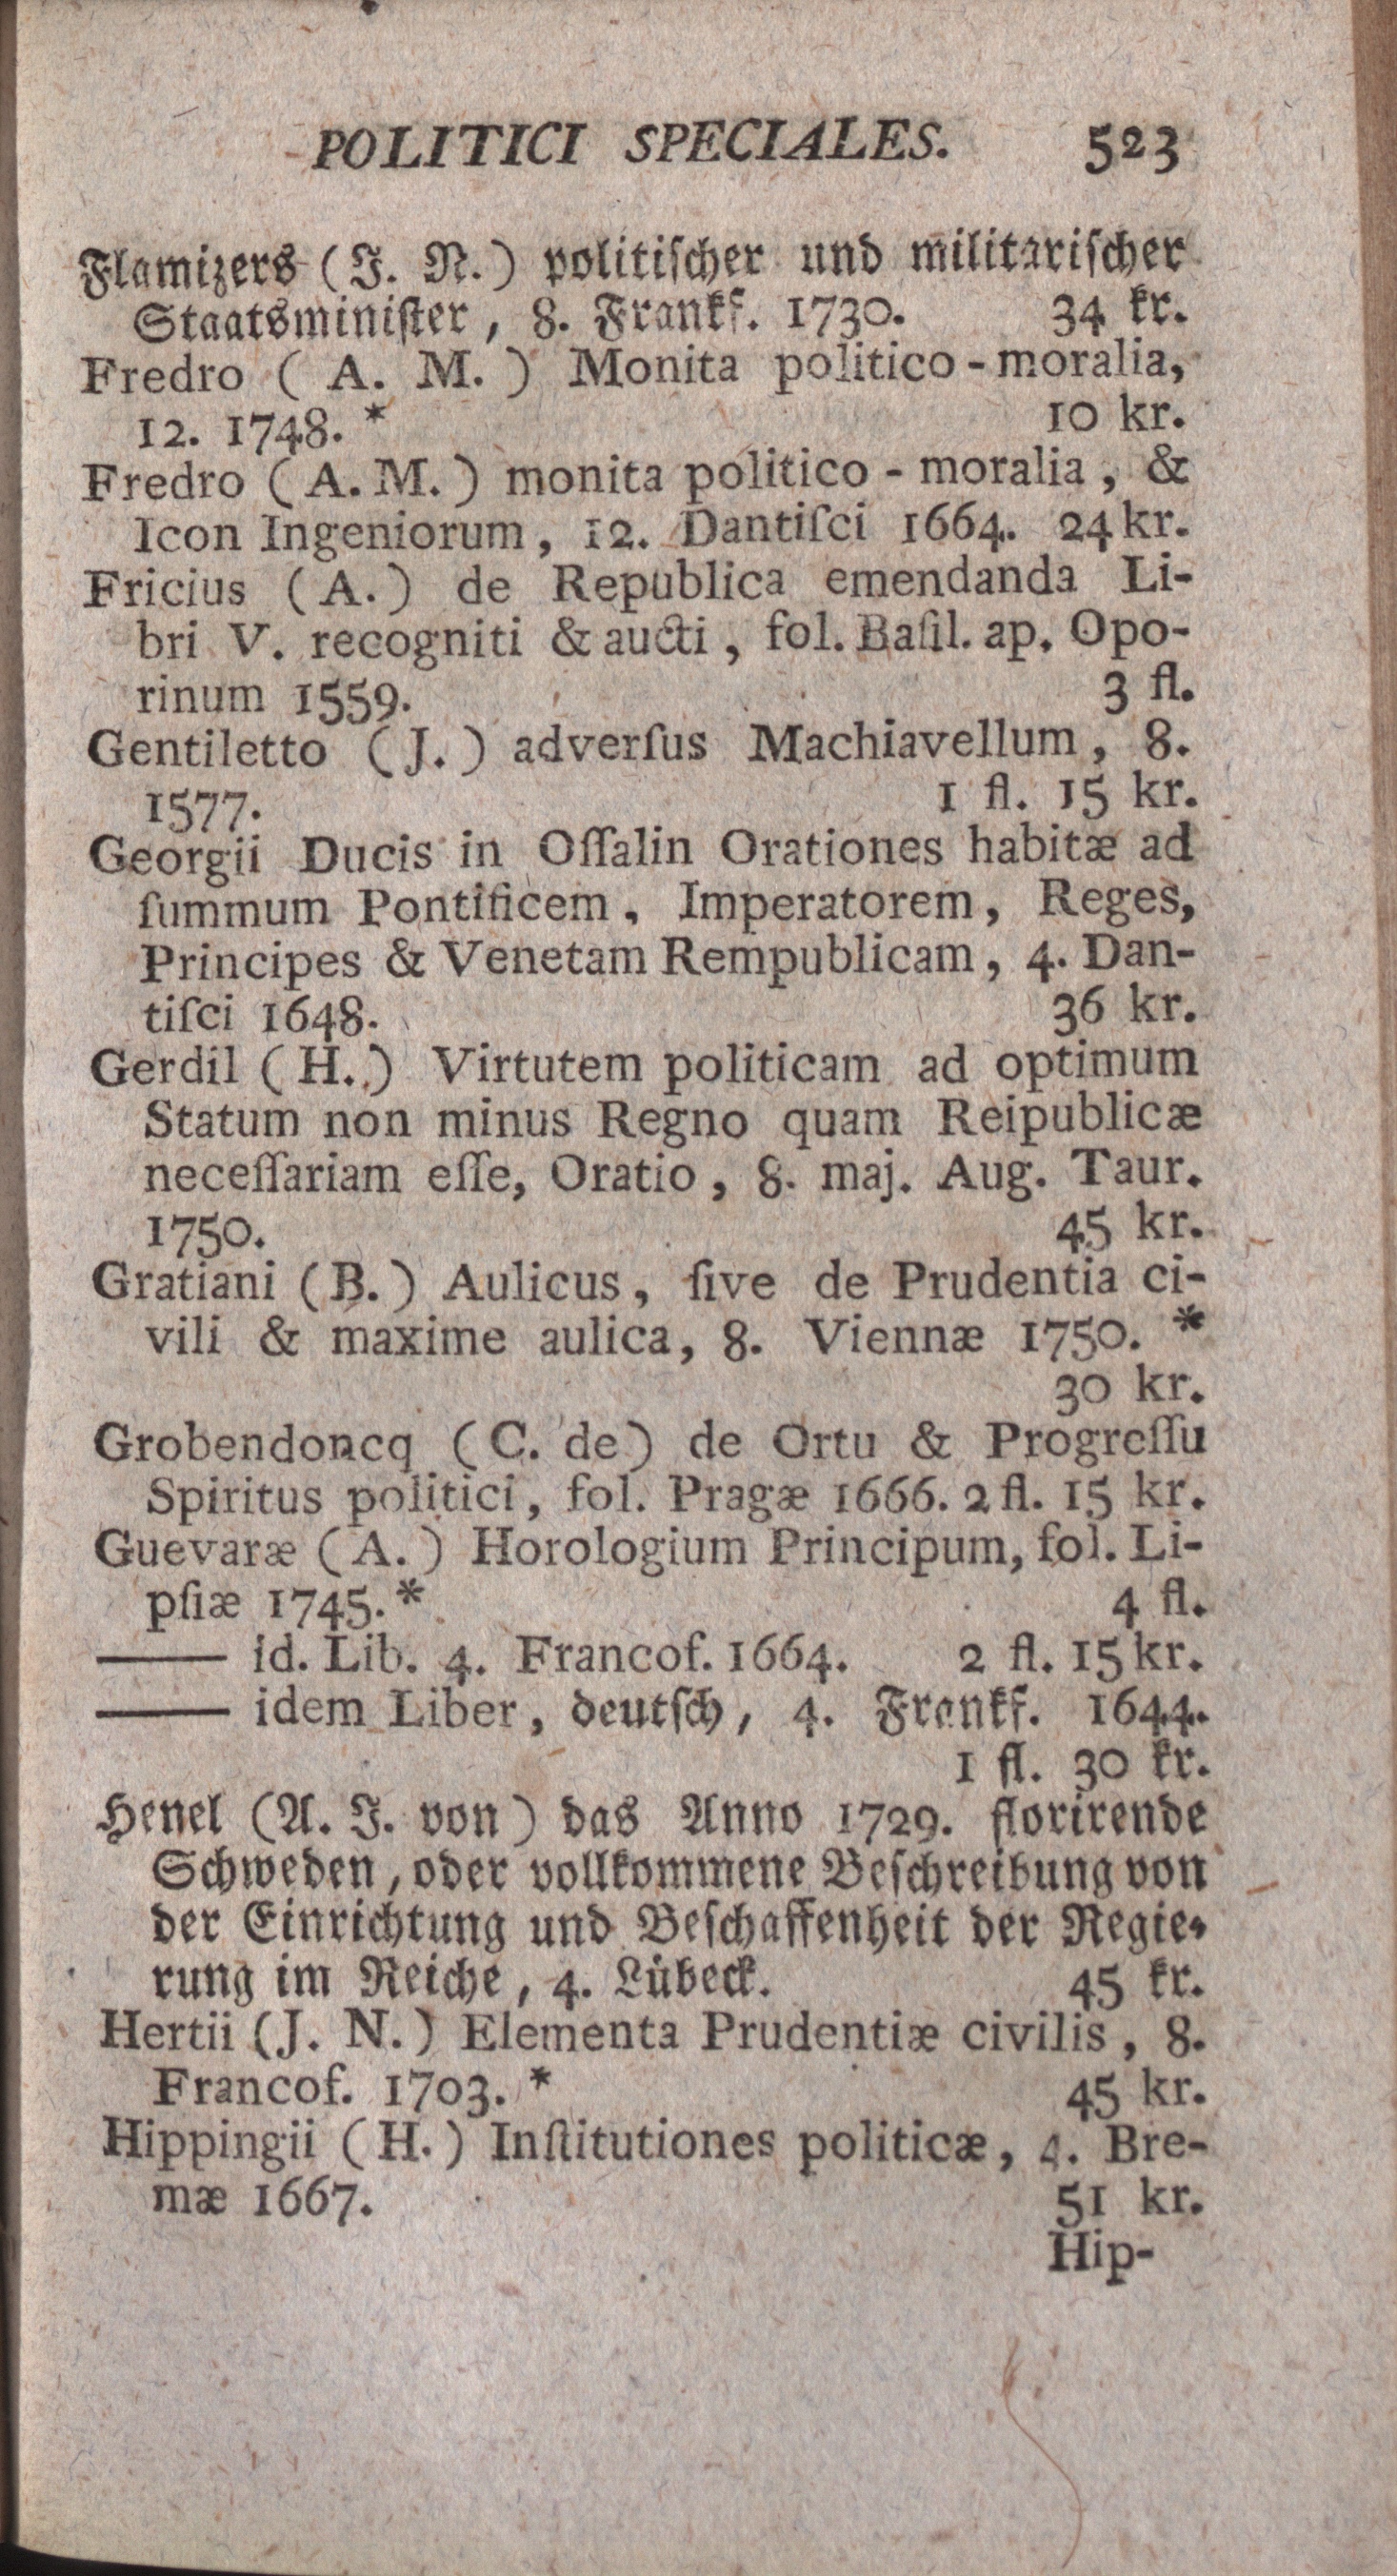 POLITICI SPECIALES. 523
Flamizers (J. N.) politiſcher und militariſcher
Staatsminiſter, 8. Frankf. 1730. 34 kr.
Fredro ( A. M. ) Monita politico-moralia,
12. 1748. * 10 kr.
Fredro (A. M.) monita politico-moralia, &
Icon Ingeniorum, 12. Dantiſci 1664. 24 kr.
Fricius (A.) de Republica emendanda Li-
bri V. recogniti & aucti, fol. Baſil. ap. Opo-
rinum 1559. 3 fl.
Gentiletto (J.) adverſus Machiavellum, 8.
1577. 1 fl. 15 kr.
Georgii Ducis in Oſſalin Orationes habitæ ad
ſummum Pontificem, Imperatorem, Reges,
Principes & Venetam Rempublicam, 4. Dan-
tiſci 1648. 36 kr.
Gerdil (H.) Virtutem politicam ad optimum
Statum non minus Regno quam Reipublicæ
neceſſariam eſſe, Oratio, 8. maj. Aug. Taur.
1750. 45 kr.
Gratiani (B.) Aulicus, ſive de Prudentia ci-
vili & maxime aulica, 8. Viennæ 1750. *
30 kr.
Grobendoncq (C. de) de Ortu & Progreſſu
Spiritus politici, fol. Pragæ 1666. 2 fl. 15 kr.
Guevaræ (A.) Horologium Principum, fol. Li-
pſiæ 1745. * 4 fl.
—— id. Lib. 4. Francof. 1664. 2 fl. 15 kr.
—— idem Liber, deutſch, 4. Frankf. 1644.
1 fl. 30 kr.
Henel (A. J. von) das Anno 1729. florirende
Schweden, oder vollkommene Beſchreibung von
der Einrichtung und Beſchaffenheit der Regie-
rung im Reiche, 4. Lübeck. 45 kr.
Hertii (J. N.) Elementa Prudentiæ civilis, 8.
Francof. 1703. * 45 kr.
Hippingii (H.) Inſtitutiones politicæ, 4. Bre-
mæ 1667. 51 kr.
Hip-